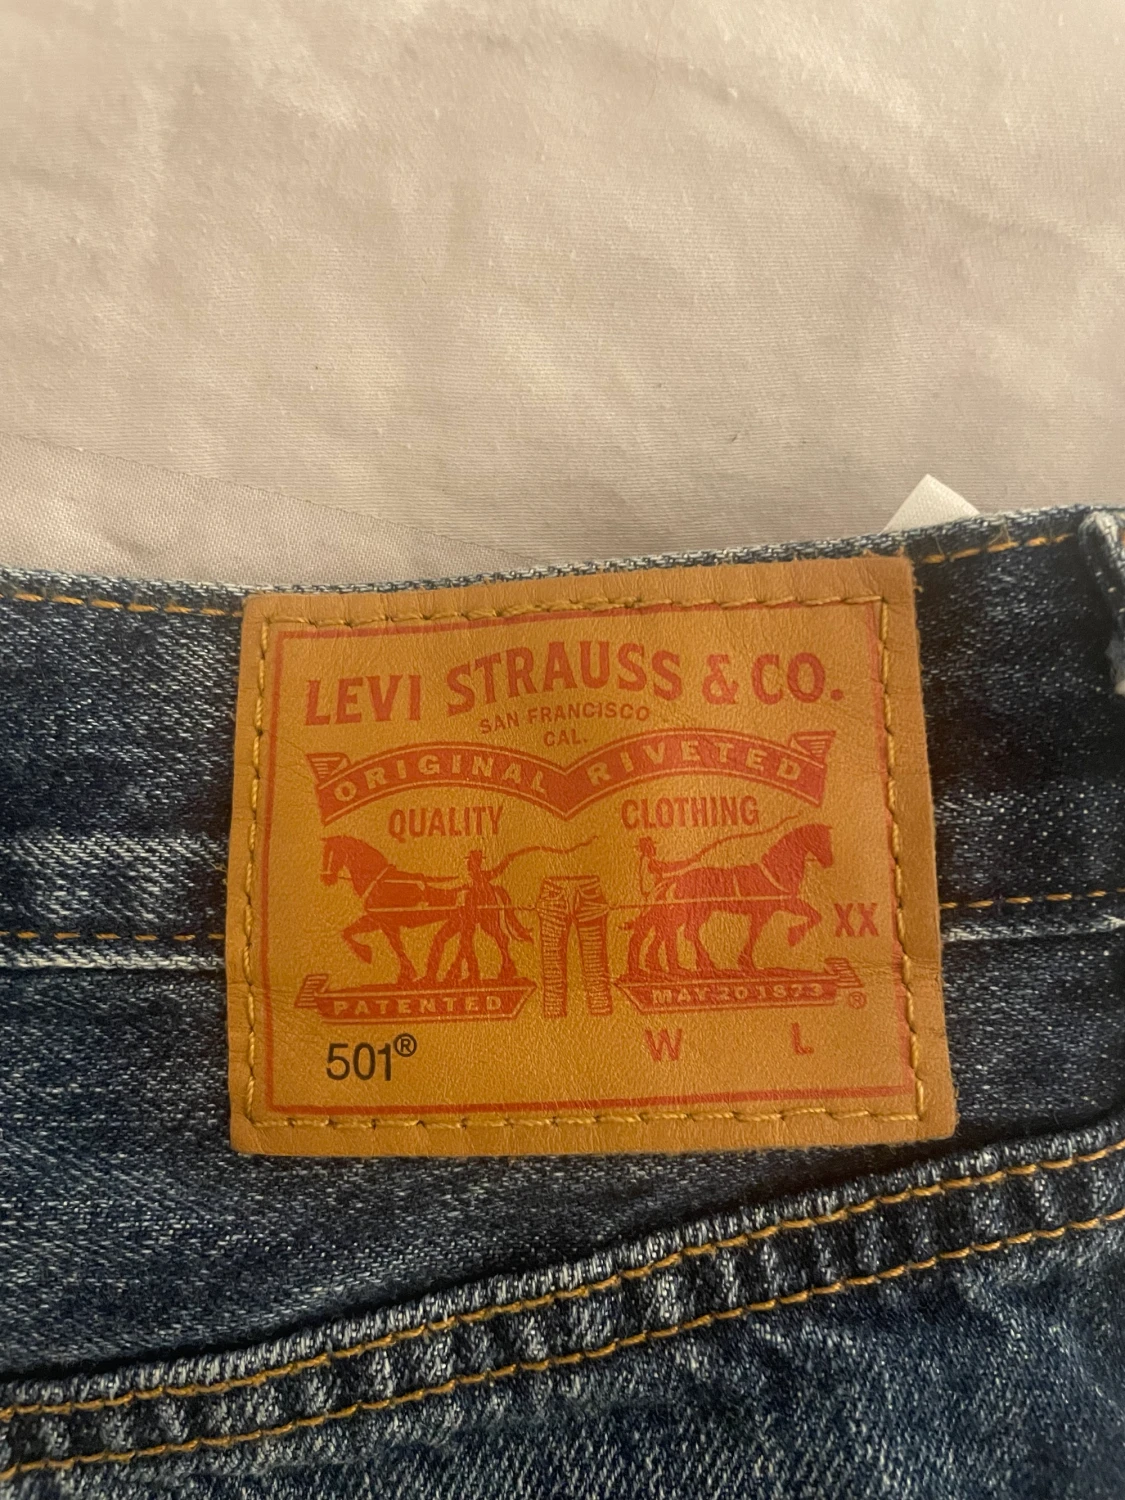 LEVI STRAUSS & CO.
SAN FRANCISCO
CAL.
ORIGINAL RIVETED
QUALITY CLOTHING
XX
PATENTED MAY 20 1873 ®
501® W L